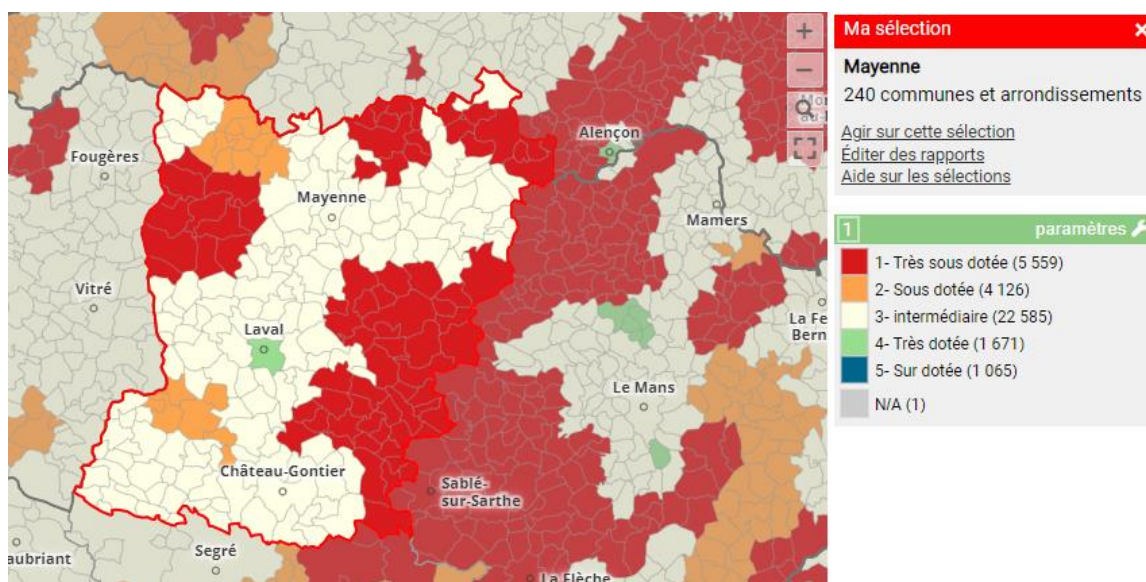 Fougères
Alençon
Mayenne
Mamers
Vitré
Laval
La Fe
Bern
Le Mans
Château-Gontier
Sablé-
sur-Sarthe
Segré
aubriant
La Flèche
+
−
Ma sélection
×
Mayenne
240 communes et arrondissements
Agir sur cette sélection
Éditer des rapports
Aide sur les sélections
1 paramètres
1- Très sous dotée (5 559)
2- Sous dotée (4 126)
3- intermédiaire (22 585)
4- Très dotée (1 671)
5- Sur dotée (1 065)
N/A (1)